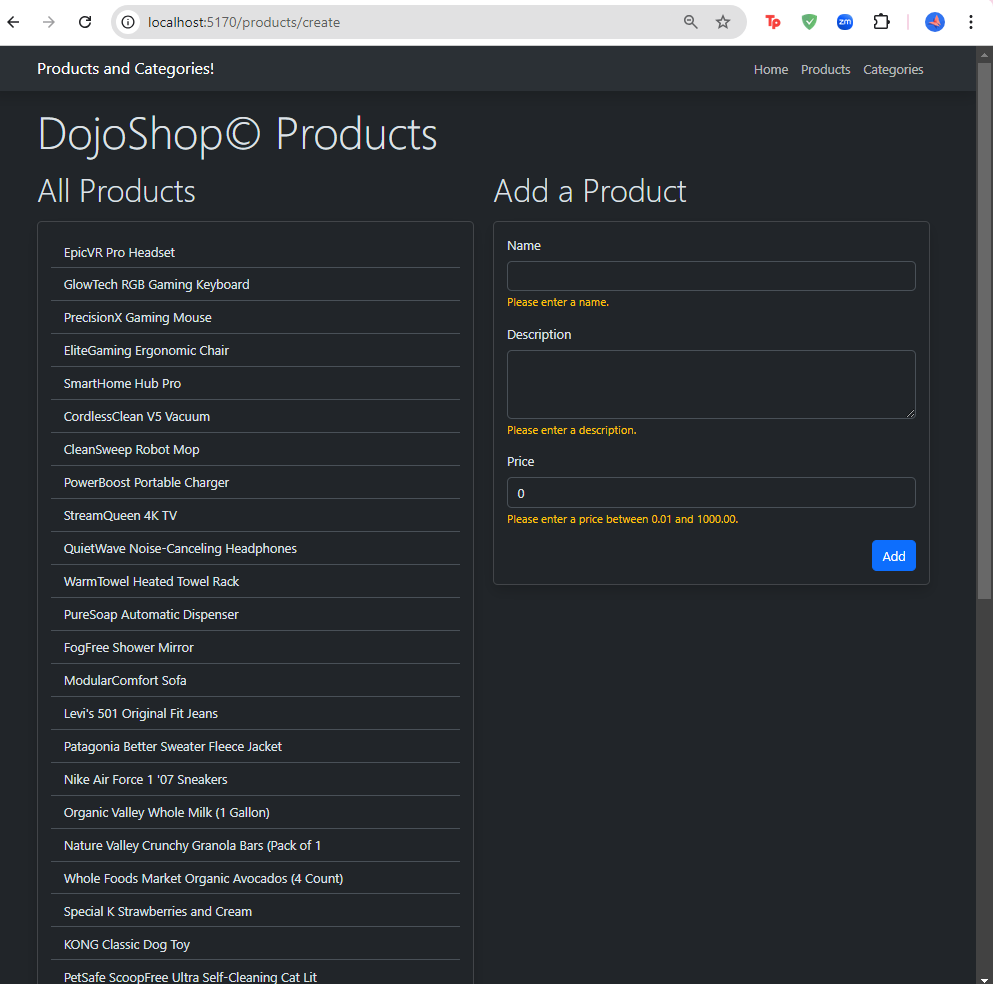 localhost:5170/products/create
Tp
zm
Products and Categories!
Home Products Categories
DojoShop© Products
All Products
EpicVR Pro Headset
GlowTech RGB Gaming Keyboard
PrecisionX Gaming Mouse
EliteGaming Ergonomic Chair
SmartHome Hub Pro
CordlessClean V5 Vacuum
CleanSweep Robot Mop
PowerBoost Portable Charger
StreamQueen 4K TV
QuietWave Noise-Canceling Headphones
WarmTowel Heated Towel Rack
PureSoap Automatic Dispenser
FogFree Shower Mirror
ModularComfort Sofa
Levi's 501 Original Fit Jeans
Patagonia Better Sweater Fleece Jacket
Nike Air Force 1 '07 Sneakers
Organic Valley Whole Milk (1 Gallon)
Nature Valley Crunchy Granola Bars (Pack of 1
Whole Foods Market Organic Avocados (4 Count)
Special K Strawberries and Cream
KONG Classic Dog Toy
PetSafe ScoopFree Ultra Self-Cleaning Cat Lit
Add a Product
Name
Please enter a name.
Description
Please enter a description.
Price
0
Please enter a price between 0.01 and 1000.00.
Add